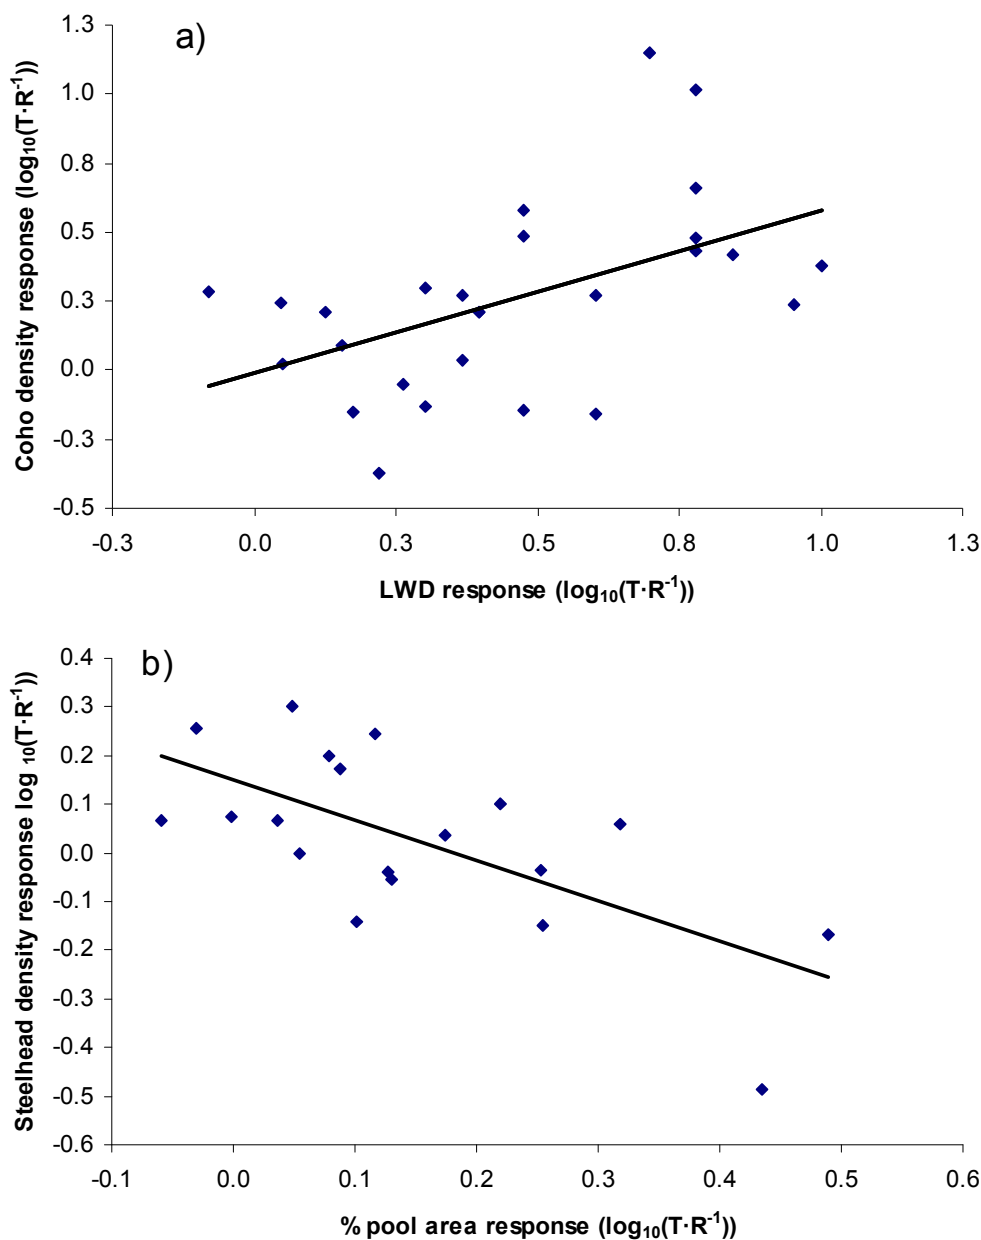 a)
1.3
1.0
0.8
0.5
0.3
0.0
-0.3
-0.5
Coho density response (log₁₀(T·R⁻¹))
-0.3 0.0 0.3 0.5 0.8 1.0 1.3
LWD response (log₁₀(T·R⁻¹))
b)
0.4
0.3
0.2
0.1
0.0
-0.1
-0.2
-0.3
-0.4
-0.5
-0.6
Steelhead density response log ₁₀(T·R⁻¹))
-0.1 0.0 0.1 0.2 0.3 0.4 0.5 0.6
% pool area response (log₁₀(T·R⁻¹))